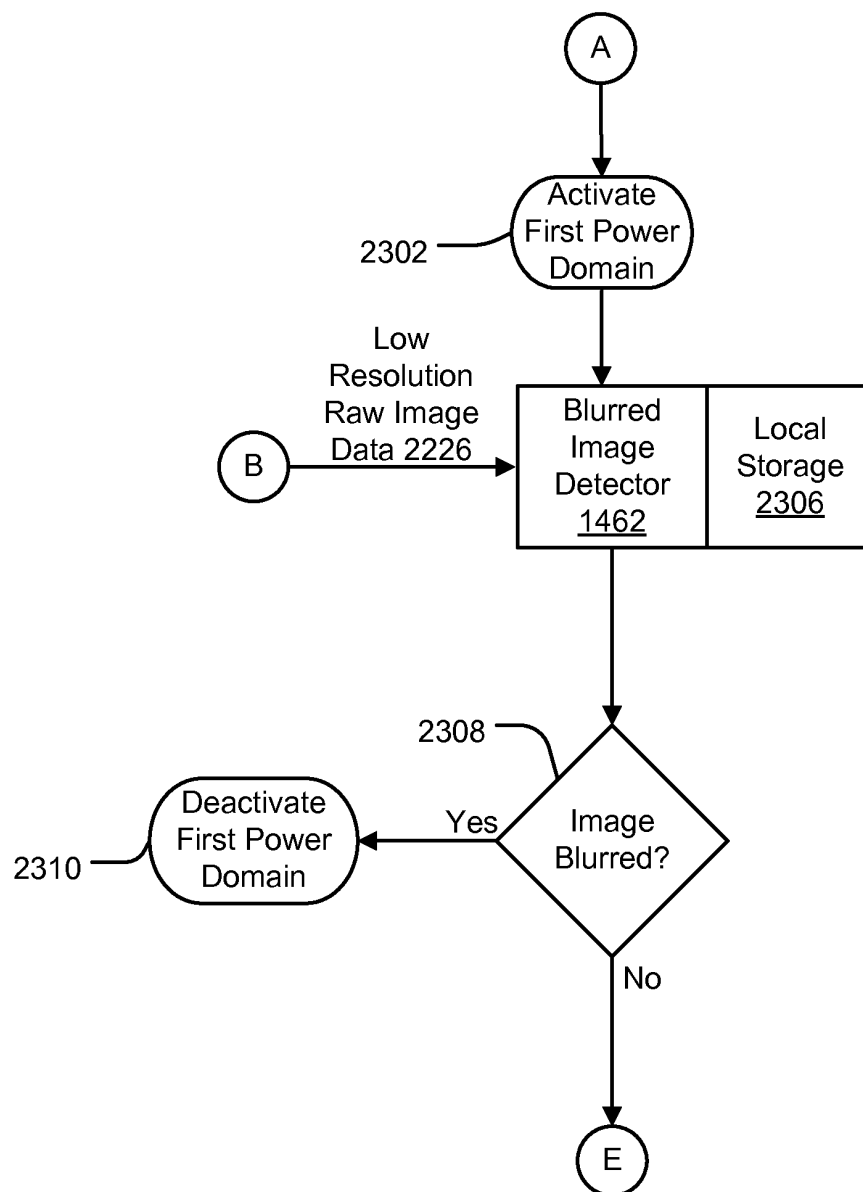 A
Activate
First Power
Domain
2302
Low
Resolution
Raw Image
Data 2226
B
Blurred
Image
Detector
1462
Local
Storage
2306
2308
Image
Blurred?
Yes
Deactivate
First Power
Domain
2310
No
E